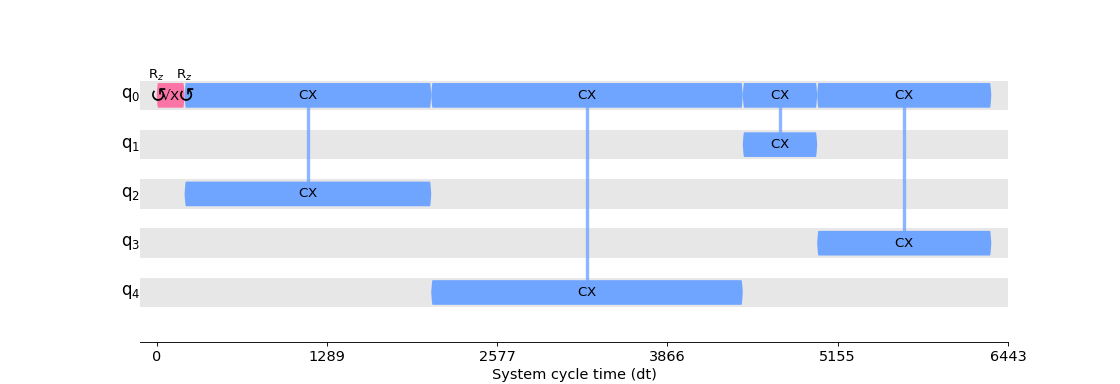 R_z R_z
q_0 ↺ √X ↺ CX CX CX CX
q_1 CX
q_2 CX
q_3 CX
q_4 CX
0 1289 2577 3866 5155 6443
System cycle time (dt)